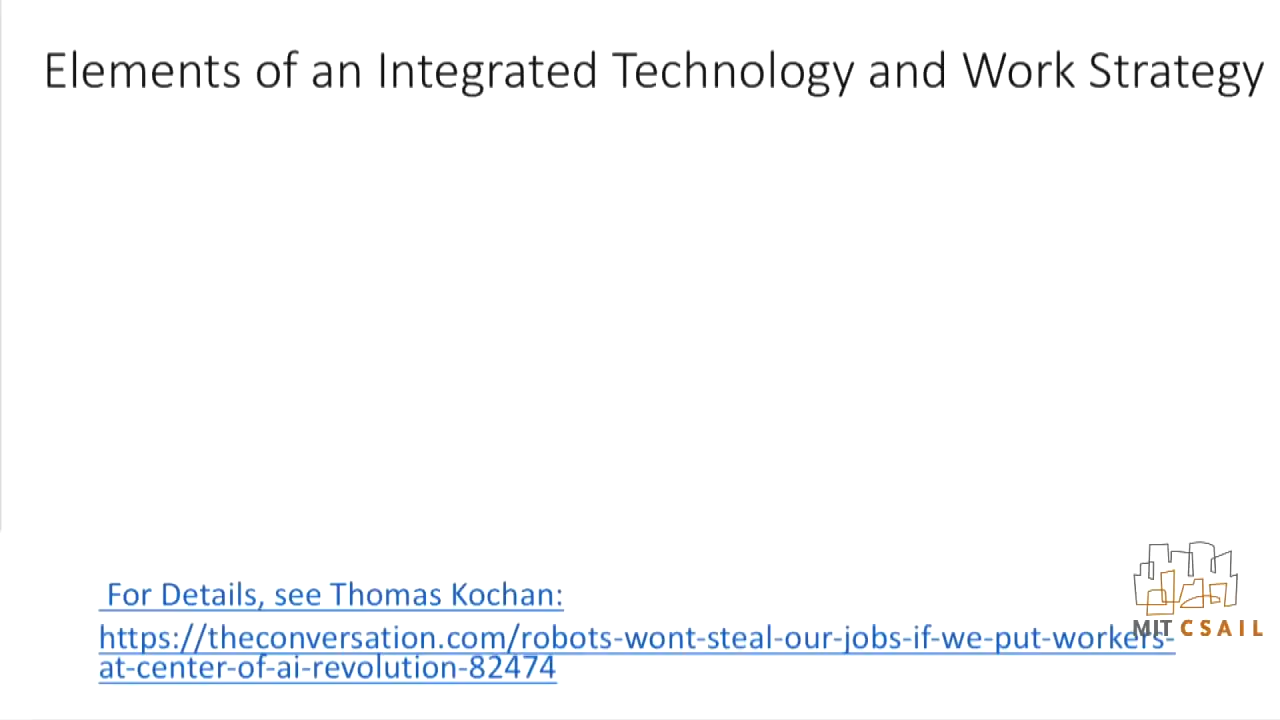 Elements of an Integrated Technology and Work Strategy
For Details, see Thomas Kochan:
https://theconversation.com/robots-wont-steal-our-jobs-if-we-put-workers-
at-center-of-ai-revolution-82474
MIT CSAIL